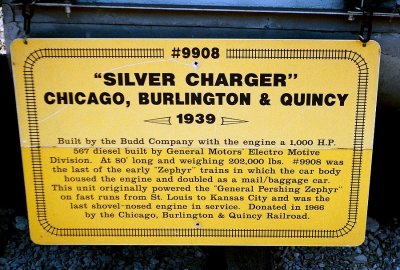 #9908
"SILVER CHARGER"
CHICAGO, BURLINGTON & QUINCY
1939
Built by the Budd Company with the engine a 1,000 H.P.
567 diesel built by General Motors' Electro Motive
Division. At 80' long and weighing 202,000 lbs. #9908 was
the last of the early "Zephyr" trains in which the car body
housed the engine and doubled as a mail/baggage car.
This unit originally powered the "General Pershing Zephyr"
on fast runs from St. Louis to Kansas City and was the
last shovel-nosed engine in service. Donated in 1966
by the Chicago, Burlington & Quincy Railroad.